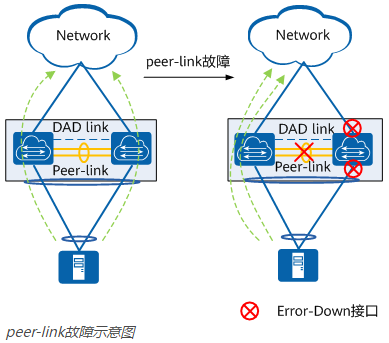 Network
Network
peer-link故障
DAD link
Peer-link
DAD link
Peer-link
Error-Down接口
peer-link故障示意图